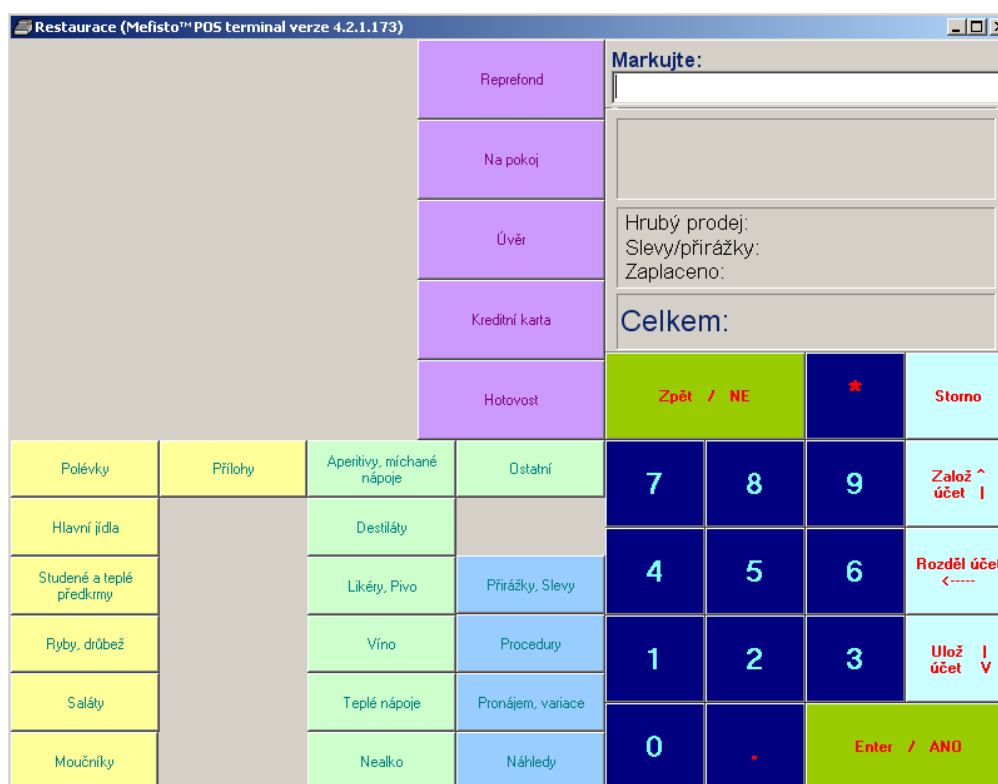 Restaurace (Mefisto™ POS terminal verze 4.2.1.173)
Reprefond
Na pokoj
Úvěr
Kreditní karta
Hotovost
Markujte:
Hrubý prodej:
Slevy/přirážky:
Zaplaceno:
Celkem:
Zpět / NE
*
Storno
Polévky
Přílohy
Aperitivy, míchané
nápoje
Ostatní
7
8
9
Založ ^
účet |
Hlavní jídla
Destiláty
Studené a teplé
předkrmy
Likéry, Pivo
Přirážky, Slevy
4
5
6
Rozděl účet
<-----
Ryby, drůbež
Víno
Procedury
1
2
3
Ulož |
účet V
Saláty
Teplé nápoje
Pronájem, variace
Moučníky
Nealko
Náhledy
0
.
Enter / ANO